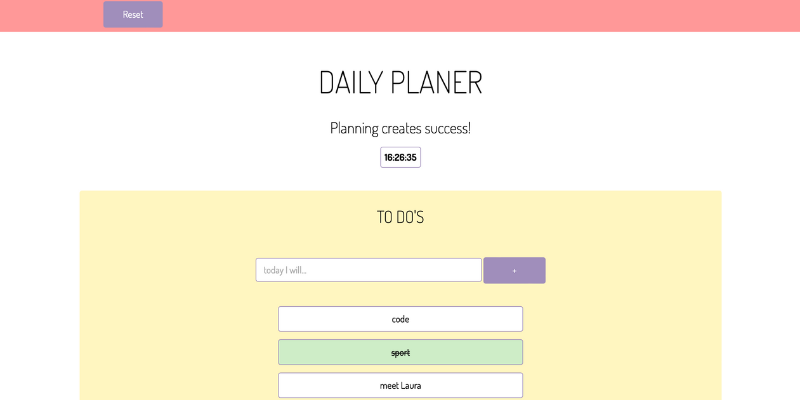 Reset
DAILY PLANER
Planning creates success!
16:26:35
TO DO'S
today I will... +
code
sport
meet Laura